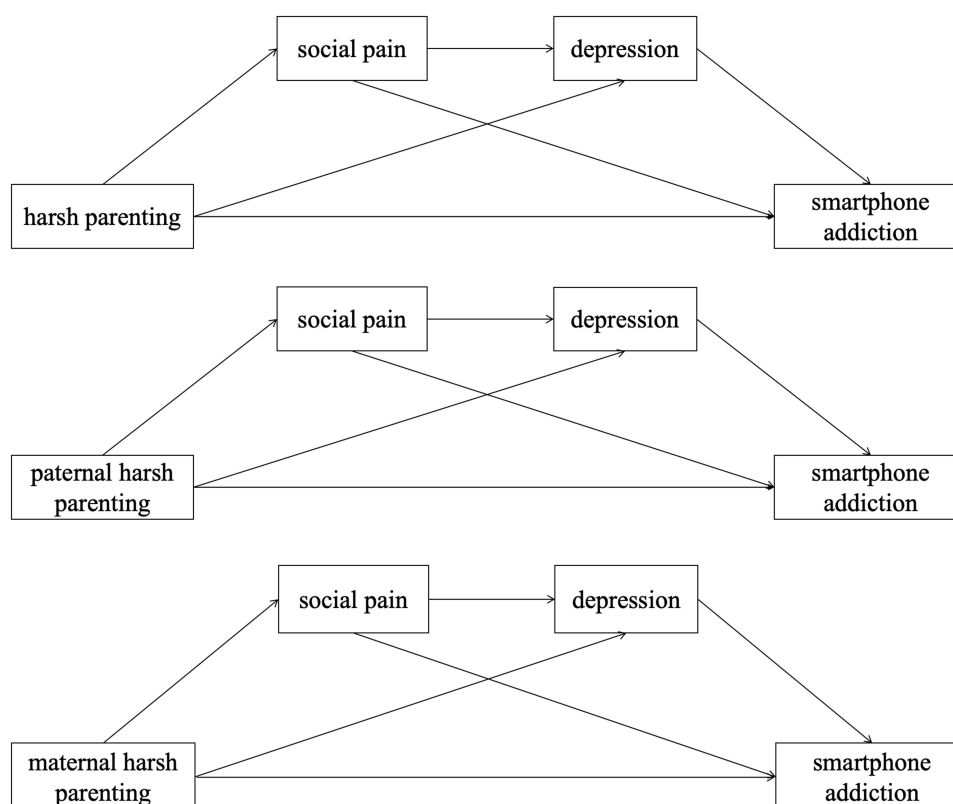 social pain
depression
harsh parenting
smartphone
addiction
social pain
depression
paternal harsh
parenting
smartphone
addiction
social pain
depression
maternal harsh
parenting
smartphone
addiction